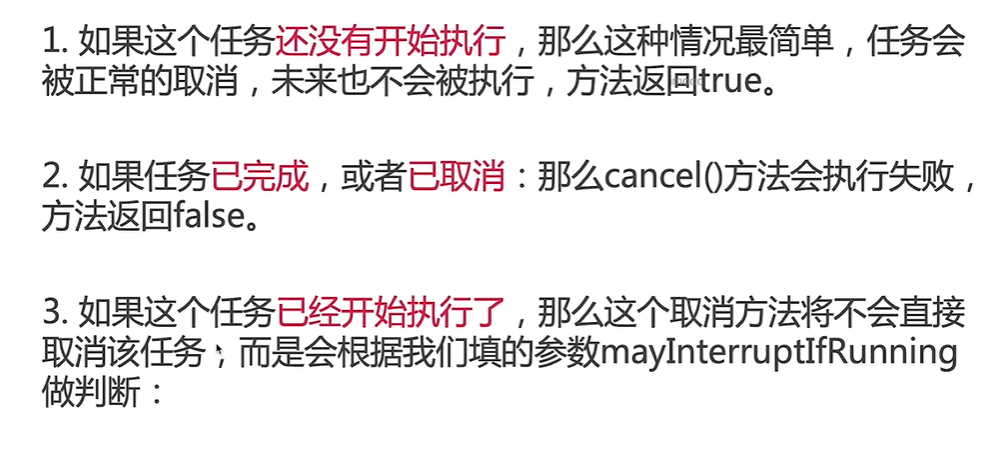 1. 如果这个任务还没有开始执行，那么这种情况最简单，任务会
被正常的取消，未来也不会被执行，方法返回true。
2. 如果任务已完成，或者已取消：那么cancel()方法会执行失败，
方法返回false。
3. 如果这个任务已经开始执行了，那么这个取消方法将不会直接
取消该任务，而是会根据我们填的参数mayInterruptIfRunning
做判断：